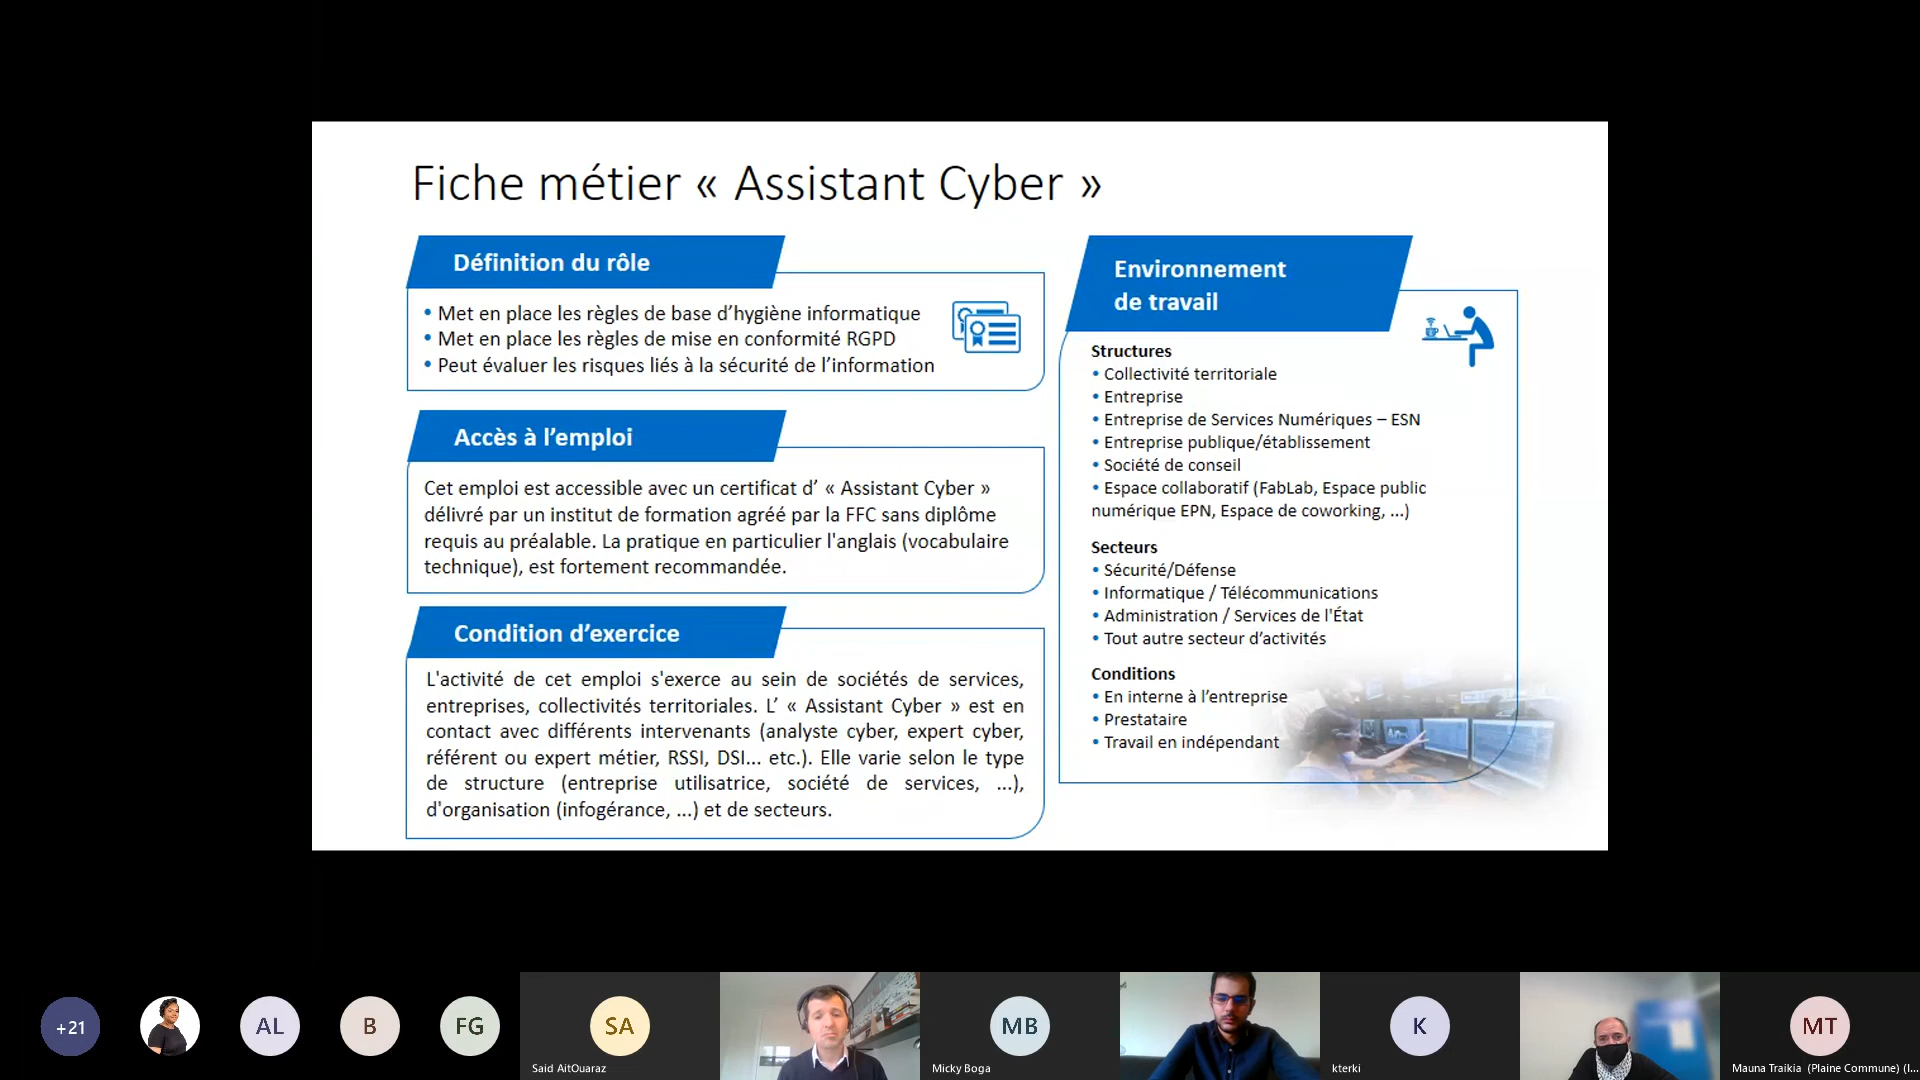 Fiche métier « Assistant Cyber »
Définition du rôle
• Met en place les règles de base d’hygiène informatique
• Met en place les règles de mise en conformité RGPD
• Peut évaluer les risques liés à la sécurité de l’information
Accès à l’emploi
Cet emploi est accessible avec un certificat d’ « Assistant Cyber »
délivré par un institut de formation agréé par la FFC sans diplôme
requis au préalable. La pratique en particulier l'anglais (vocabulaire
technique), est fortement recommandée.
Condition d’exercice
L'activité de cet emploi s'exerce au sein de sociétés de services,
entreprises, collectivités territoriales. L’ « Assistant Cyber » est en
contact avec différents intervenants (analyste cyber, expert cyber,
référent ou expert métier, RSSI, DSI... etc.). Elle varie selon le type
de structure (entreprise utilisatrice, société de services, ...),
d'organisation (infogérance, ...) et de secteurs.
Environnement
de travail
Structures
• Collectivité territoriale
• Entreprise
• Entreprise de Services Numériques – ESN
• Entreprise publique/établissement
• Société de conseil
• Espace collaboratif (FabLab, Espace public
numérique EPN, Espace de coworking, ...)
Secteurs
• Sécurité/Défense
• Informatique / Télécommunications
• Administration / Services de l'État
• Tout autre secteur d’activités
Conditions
• En interne à l’entreprise
• Prestataire
• Travail en indépendant
+21
AL
B
FG
SA
Said AitOuaraz
MB
Micky Boga
K
kterki
MT
Mauna Traikia (Plaine Commune) (I...